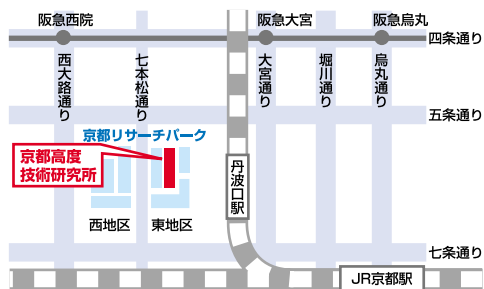 阪急西院
阪急大宮
阪急烏丸
四条通り
西大路通り
七本松通り
大宮通り
堀川通り
烏丸通り
五条通り
京都リサーチパーク
京都高度
技術研究所
丹波口駅
西地区
東地区
七条通り
JR京都駅